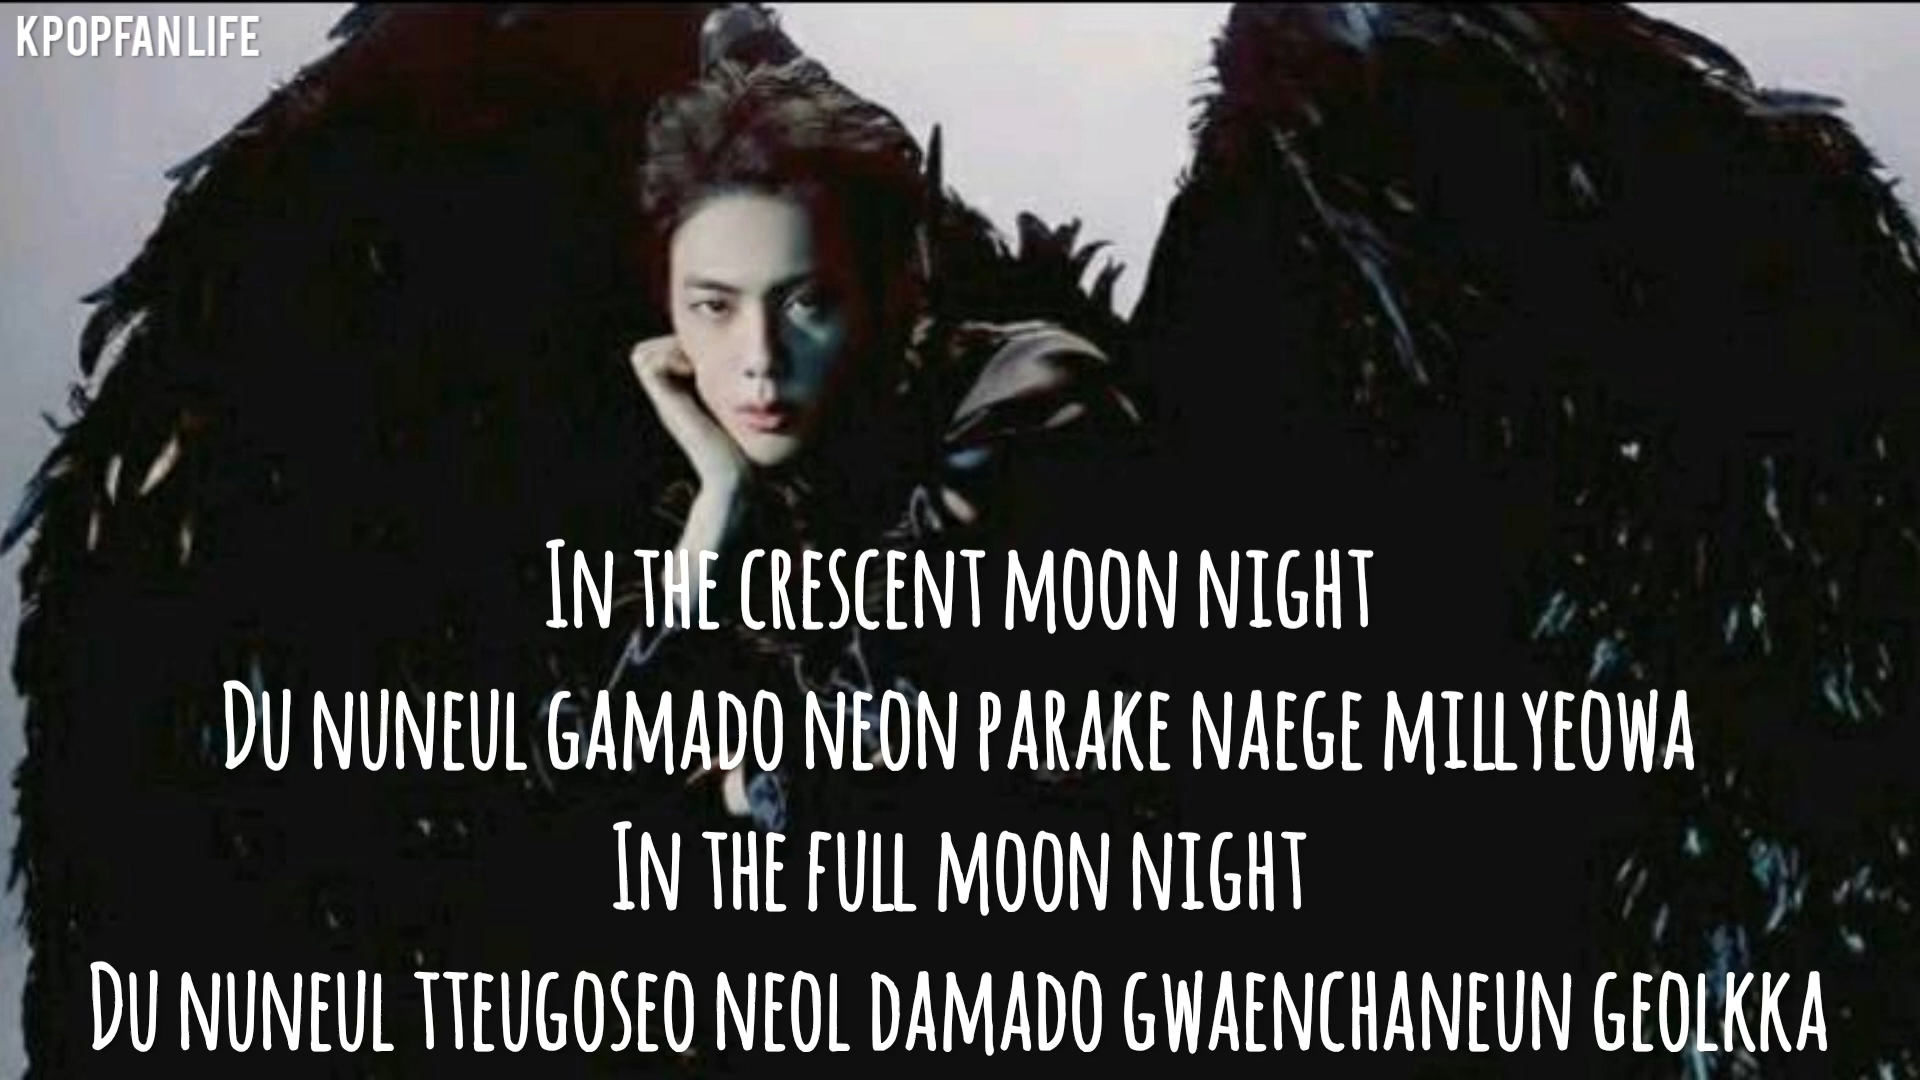 KPOPFANLIFE
In the crescent moon night
Du nuneul gamado neon parake naege millyeowa
In the full moon night
Du nuneul tteugoseo neol damado gwaenchaneun geolkka